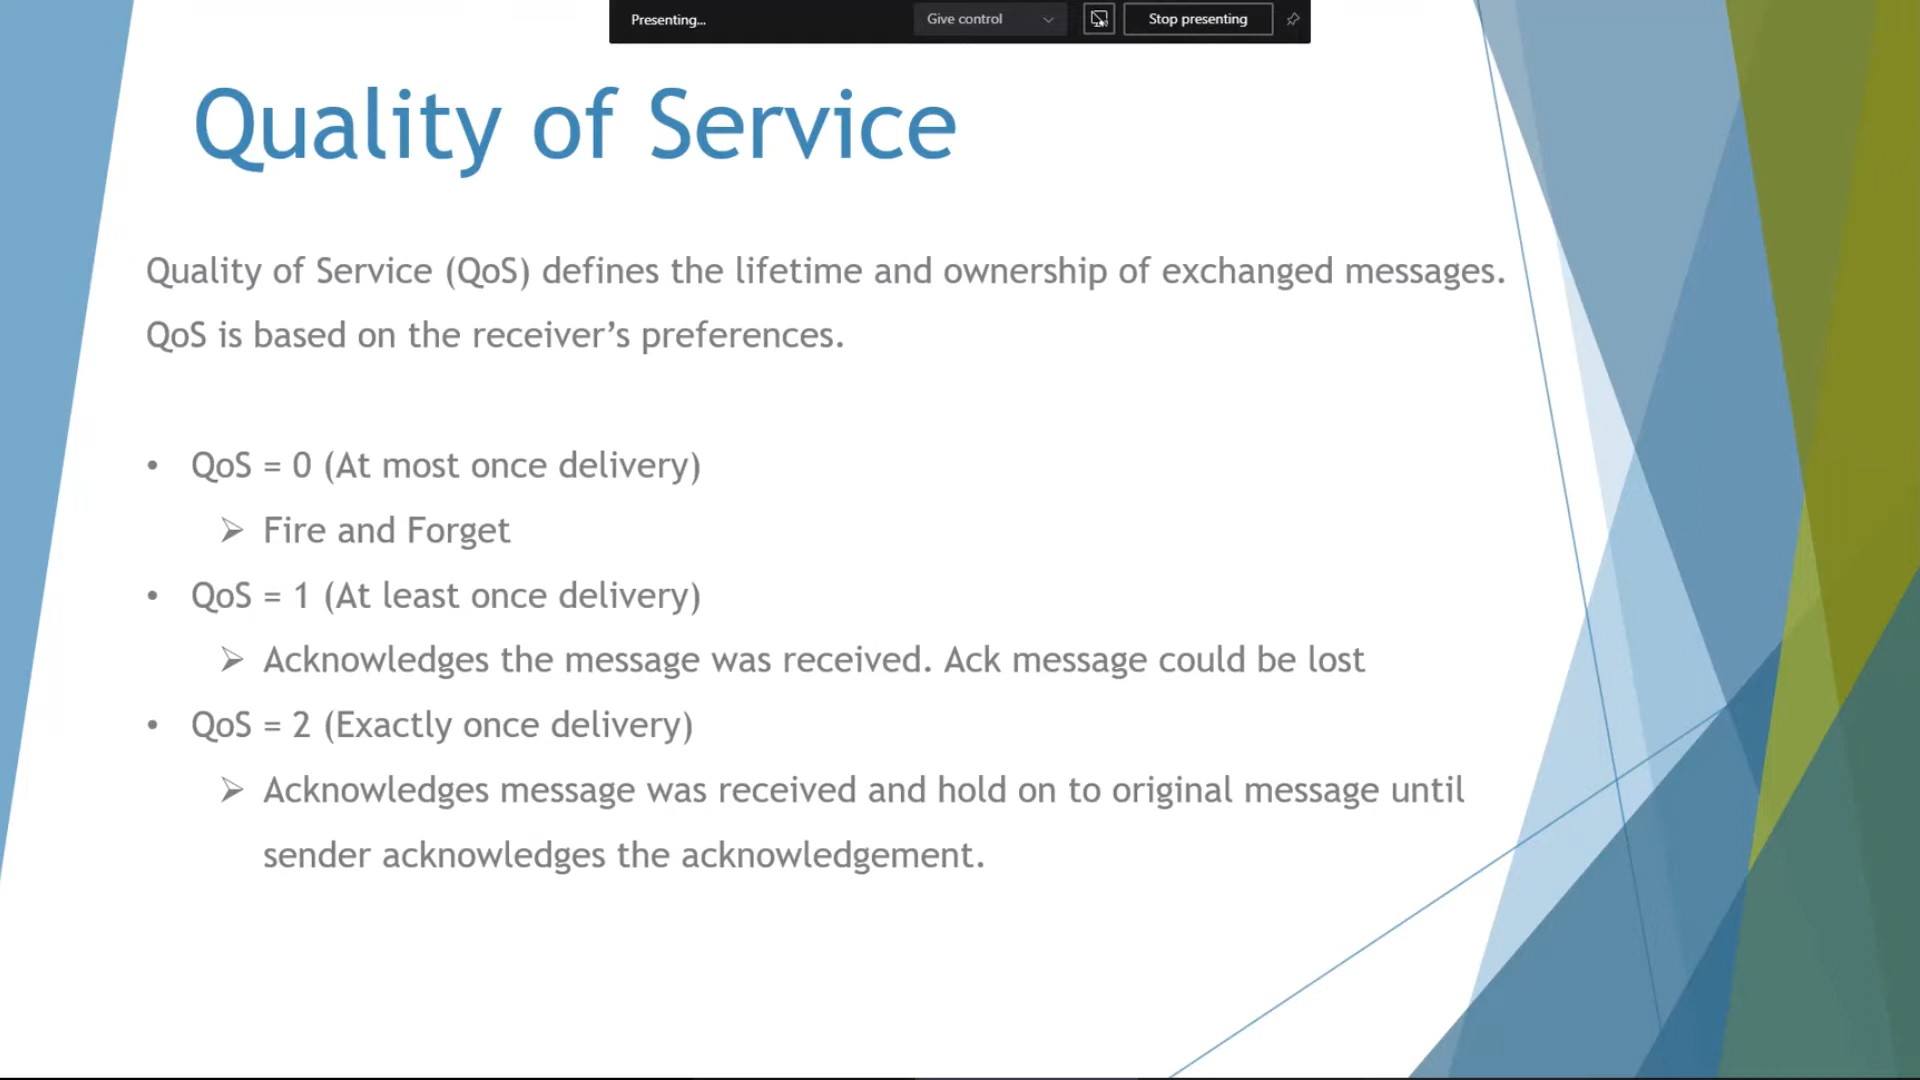 Presenting...
Give control
Stop presenting
Quality of Service
Quality of Service (QoS) defines the lifetime and ownership of exchanged messages.
QoS is based on the receiver’s preferences.
• QoS = 0 (At most once delivery)
➢ Fire and Forget
• QoS = 1 (At least once delivery)
➢ Acknowledges the message was received. Ack message could be lost
• QoS = 2 (Exactly once delivery)
➢ Acknowledges message was received and hold on to original message until
sender acknowledges the acknowledgement.